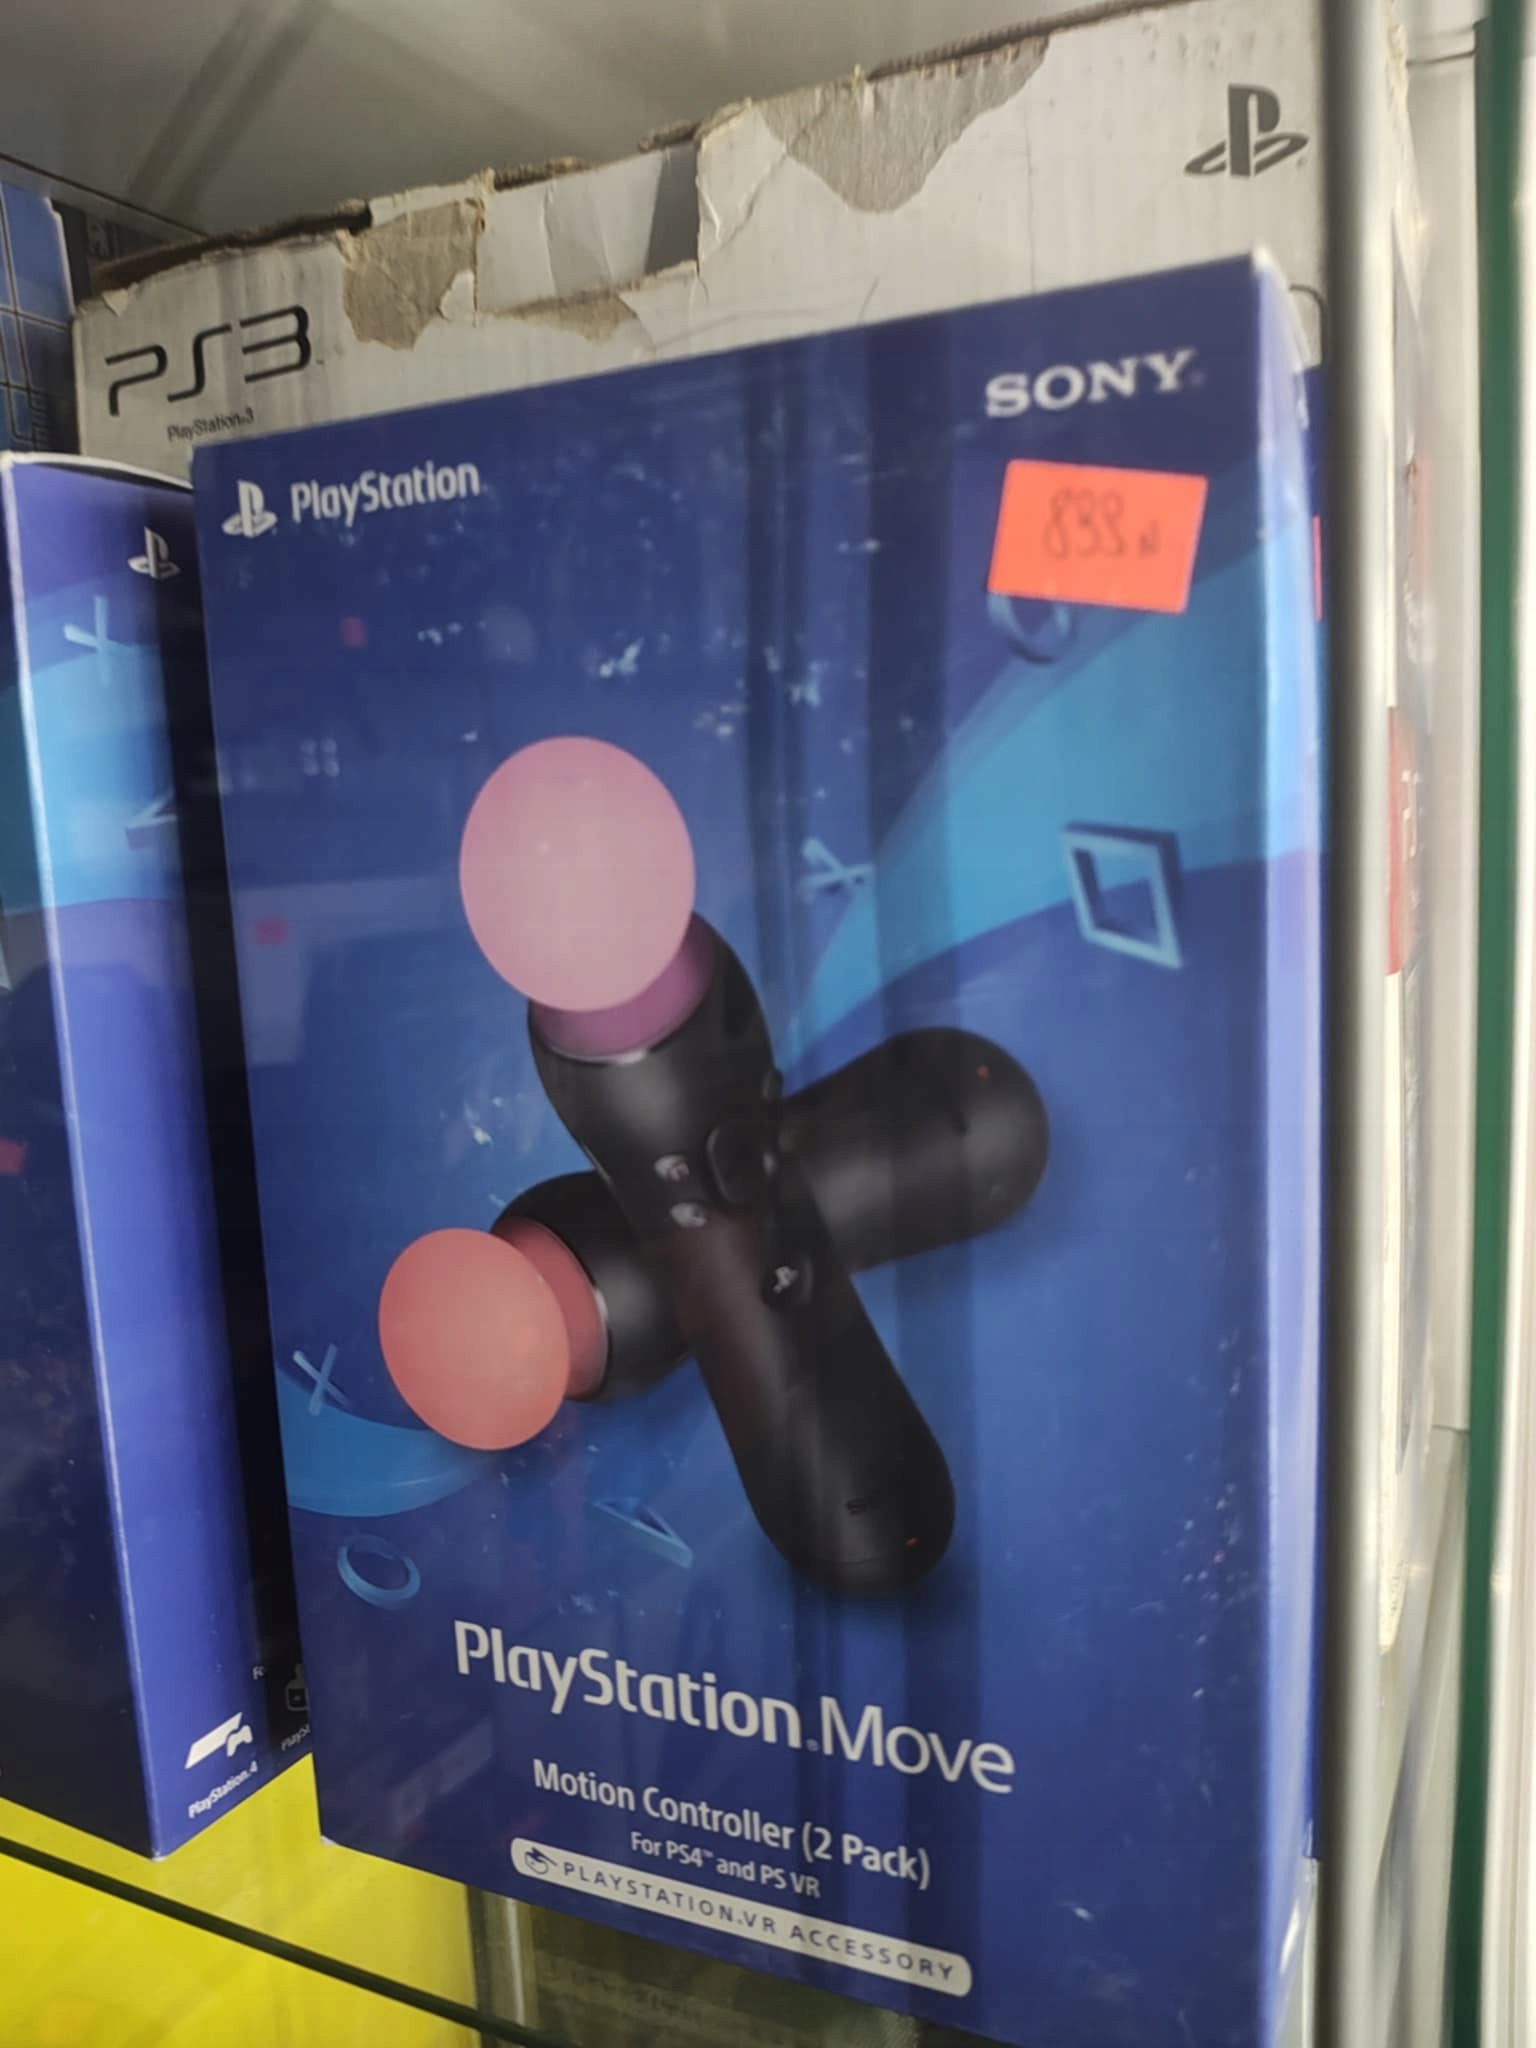 PS3
PlayStation®3
SONY
PlayStation
PlayStation®Move
Motion Controller (2 Pack)
For PS4™ and PS VR
PLAYSTATION®VR ACCESSORY
PlayStation®4